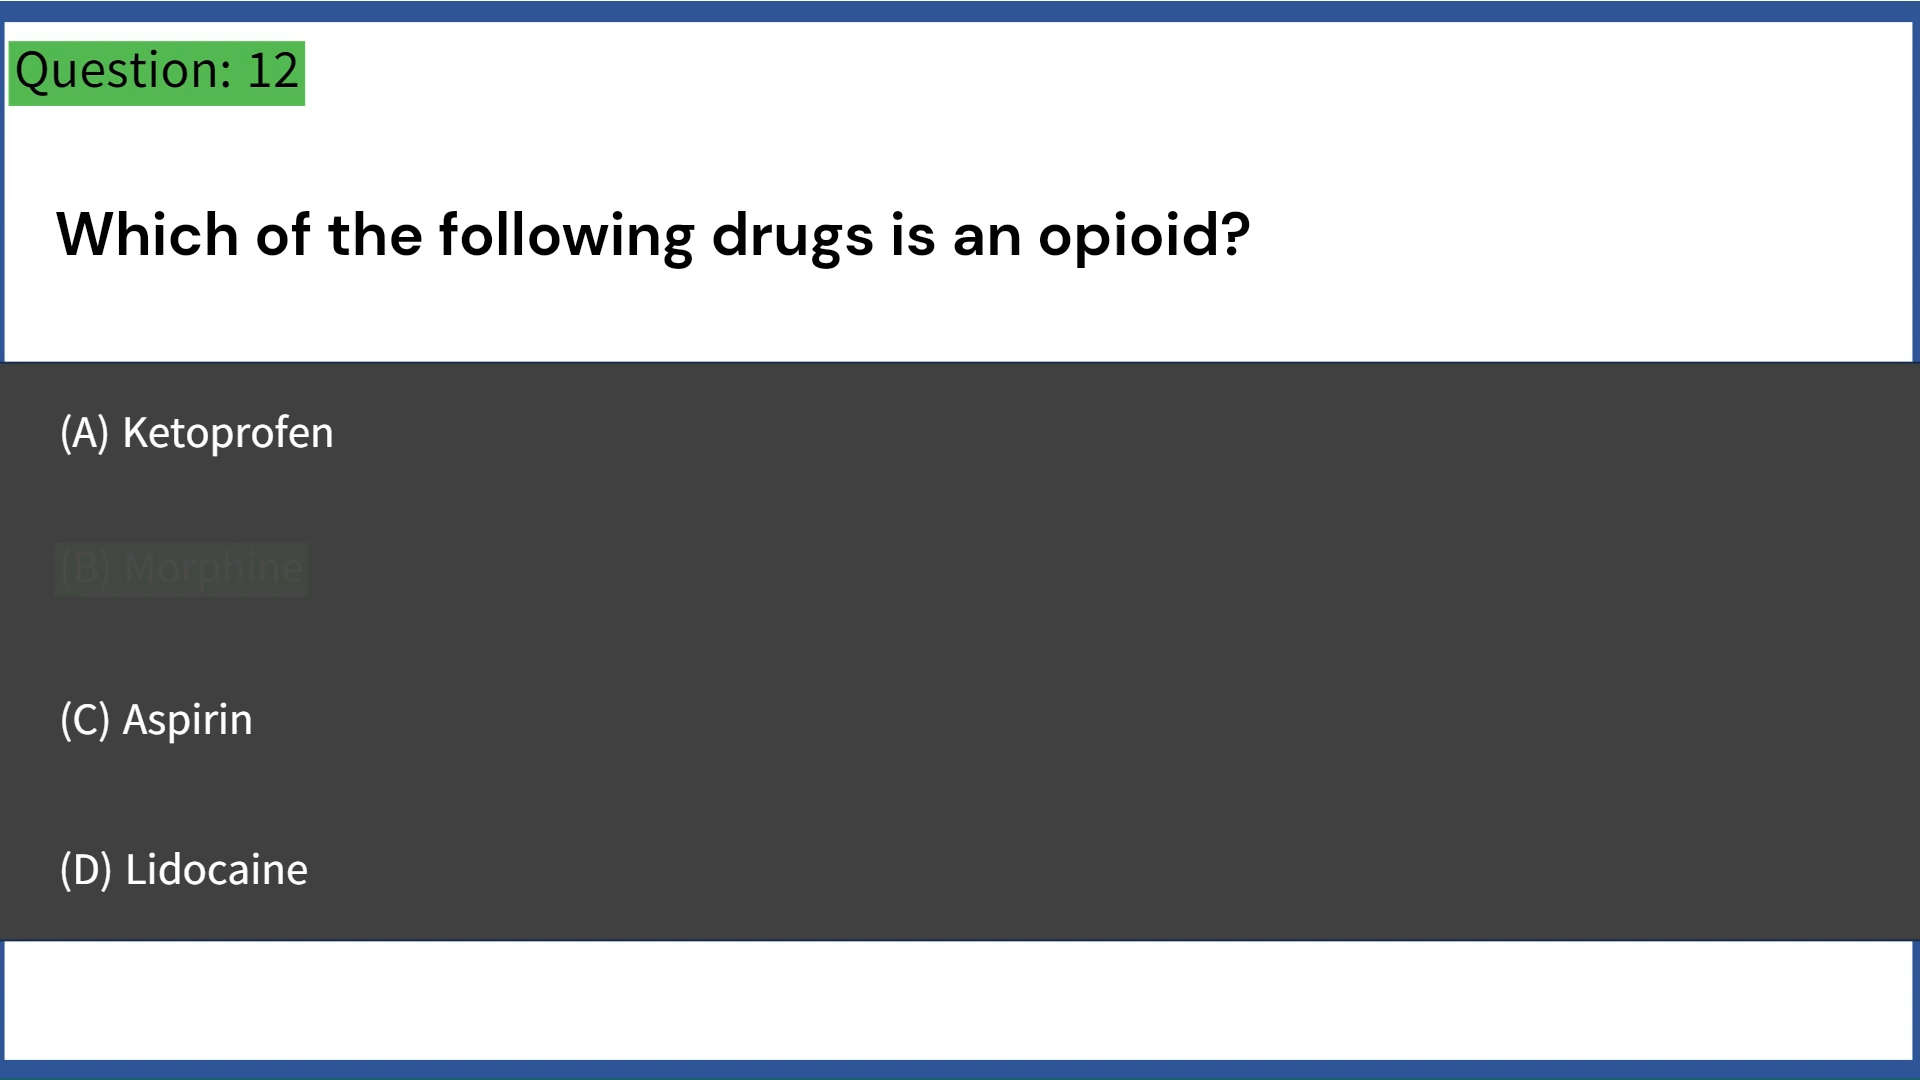 Question: 12
Which of the following drugs is an opioid?
(A) Ketoprofen
(B) Morphine
(C) Aspirin
(D) Lidocaine